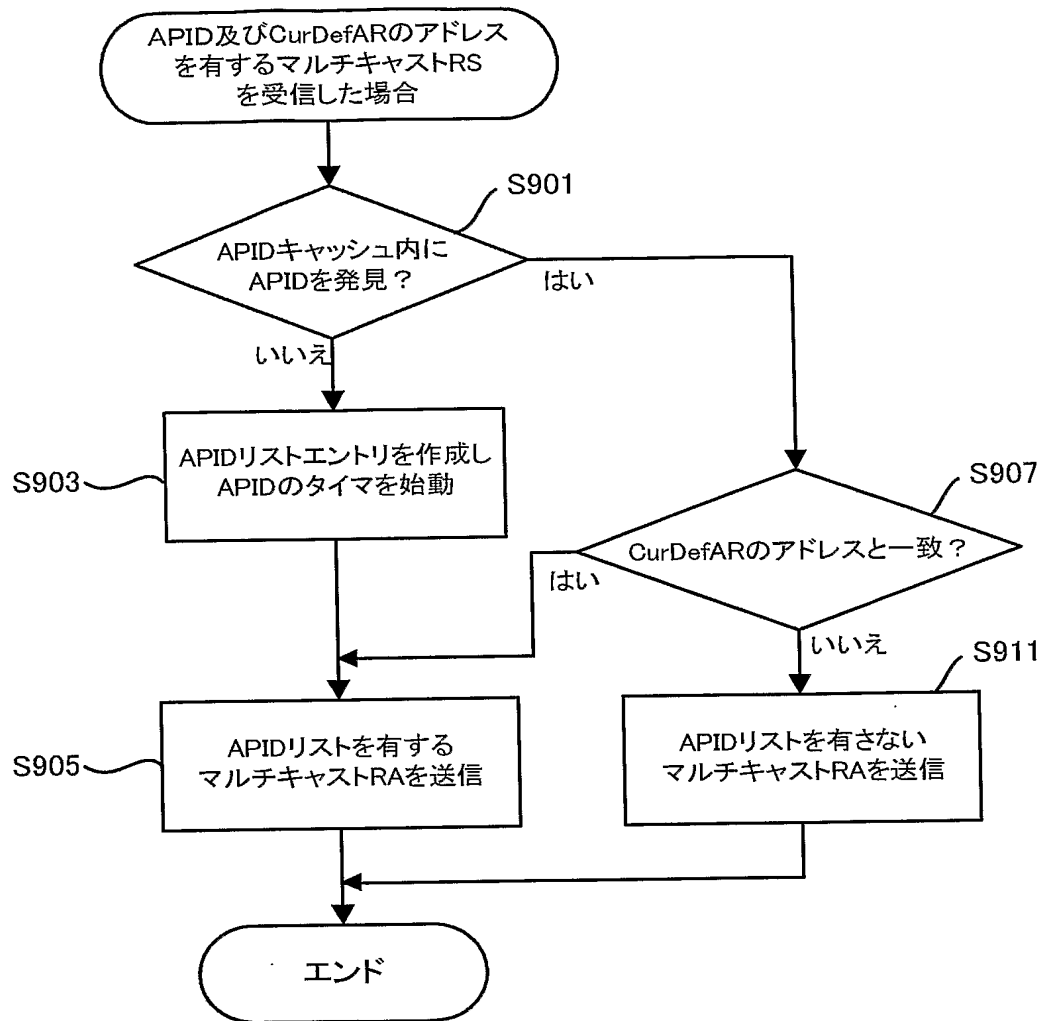 APID及びCurDefARのアドレス
を有するマルチキャストRS
を受信した場合
S901
APIDキャッシュ内に
APIDを発見？
はい
いいえ
S903
APIDリストエントリを作成し
APIDのタイマを始動
S907
CurDefARのアドレスと一致？
はい
いいえ
S911
S905
APIDリストを有する
マルチキャストRAを送信
APIDリストを有さない
マルチキャストRAを送信
エンド